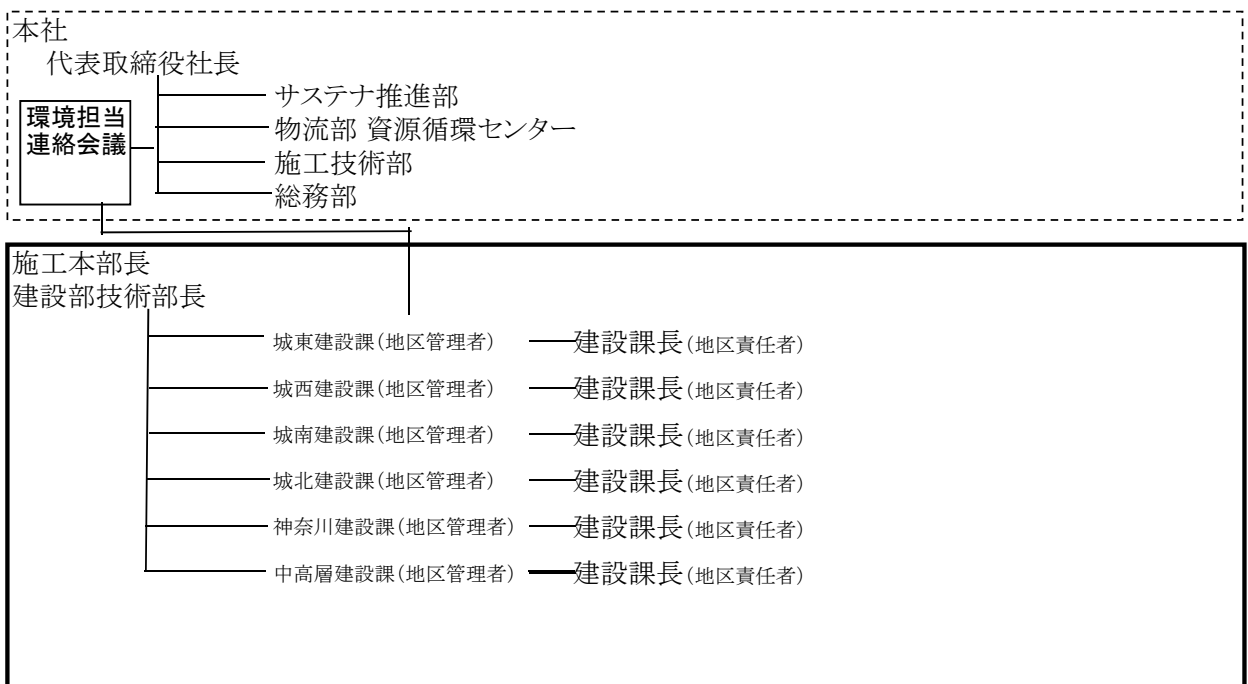 本社
代表取締役社長
サステナ推進部
環境担当
連絡会議
物流部 資源循環センター
施工技術部
総務部
施工本部長
建設部技術部長
城東建設課(地区管理者) 建設課長(地区責任者)
城西建設課(地区管理者) 建設課長(地区責任者)
城南建設課(地区管理者) 建設課長(地区責任者)
城北建設課(地区管理者) 建設課長(地区責任者)
神奈川建設課(地区管理者) 建設課長(地区責任者)
中高層建設課(地区管理者) 建設課長(地区責任者)